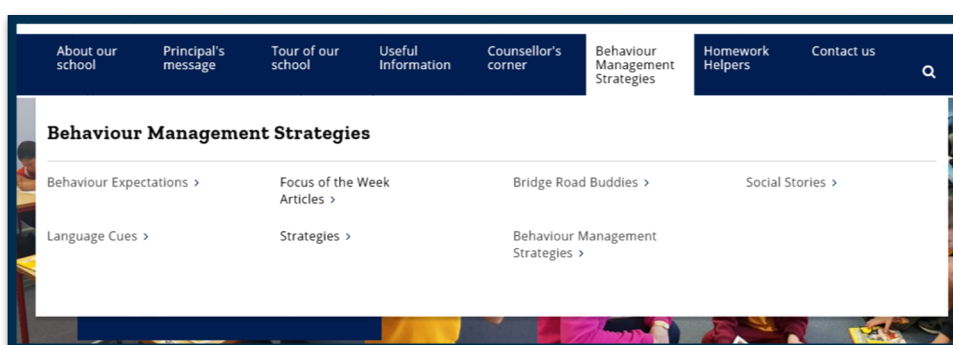 About our
school
Principal's
message
Tour of our
school
Useful
Information
Counsellor's
corner
Behaviour
Management
Strategies
Homework
Helpers
Contact us
Behaviour Management Strategies
Behaviour Expectations >
Focus of the Week
Articles >
Bridge Road Buddies >
Social Stories >
Language Cues >
Strategies >
Behaviour Management
Strategies >